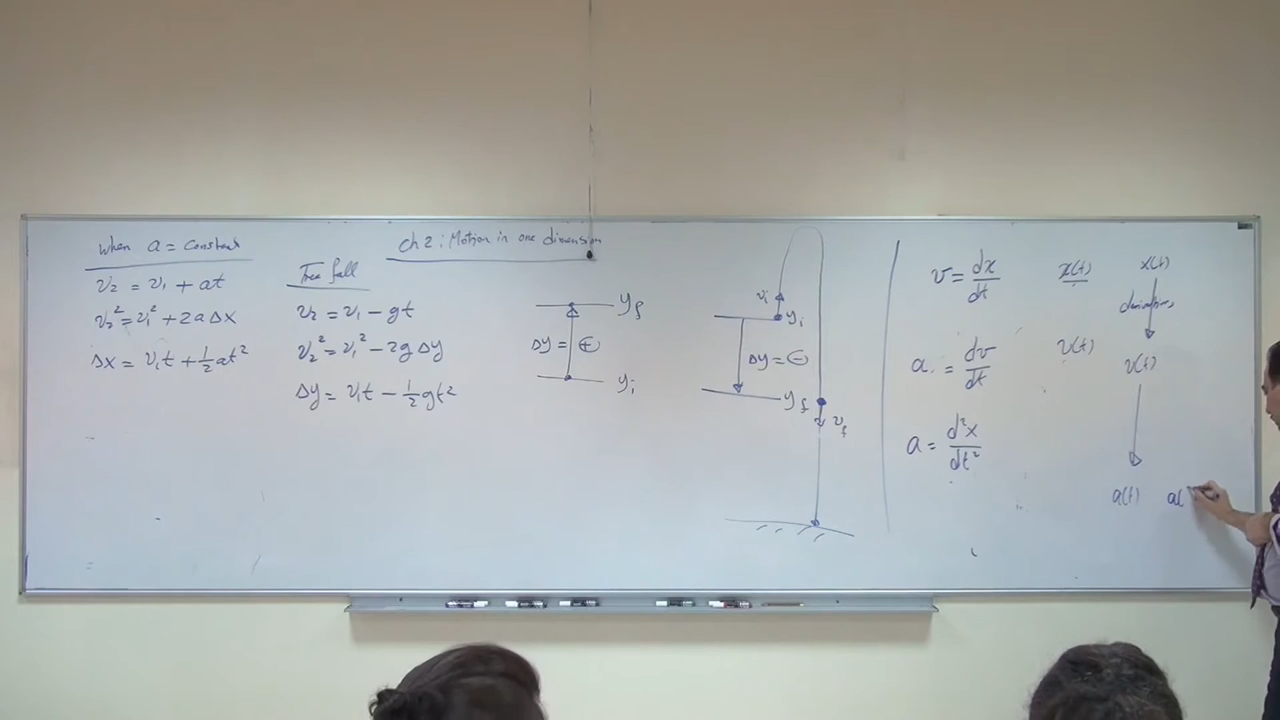 When a = Constant
v₂ = v₁ + at
v₂² = v₁² + 2aΔx
Δx = v₁t + ½at²
Free fall
v₂ = v₁ - gt
v₂² = v₁² - 2gΔy
Δy = v₁t - ½gt²
Ch 2 : Motion in one dimension
y_f
Δy = ⊕
y_i
v_i
y_i
Δy = ⊖
y_f
v_f
v = dx/dt
a = dv/dt
a = d²x/dt²
x(t)
v(t)
x(t)
v(t)
a(t)
a(